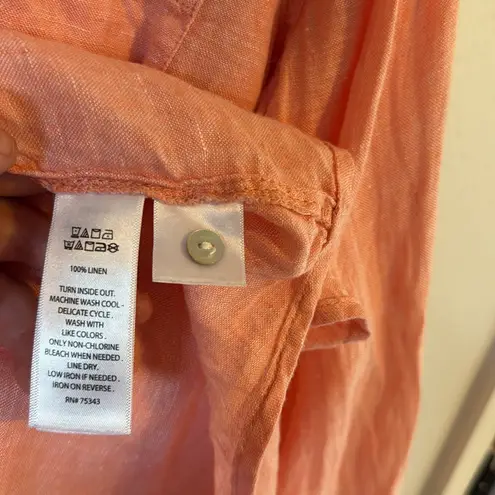 100% LINEN
TURN INSIDE OUT.
MACHINE WASH COOL -
DELICATE CYCLE .
WASH WITH
LIKE COLORS .
ONLY NON-CHLORINE
BLEACH WHEN NEEDED .
LINE DRY.
LOW IRON IF NEEDED .
IRON ON REVERSE .
RN# 75343